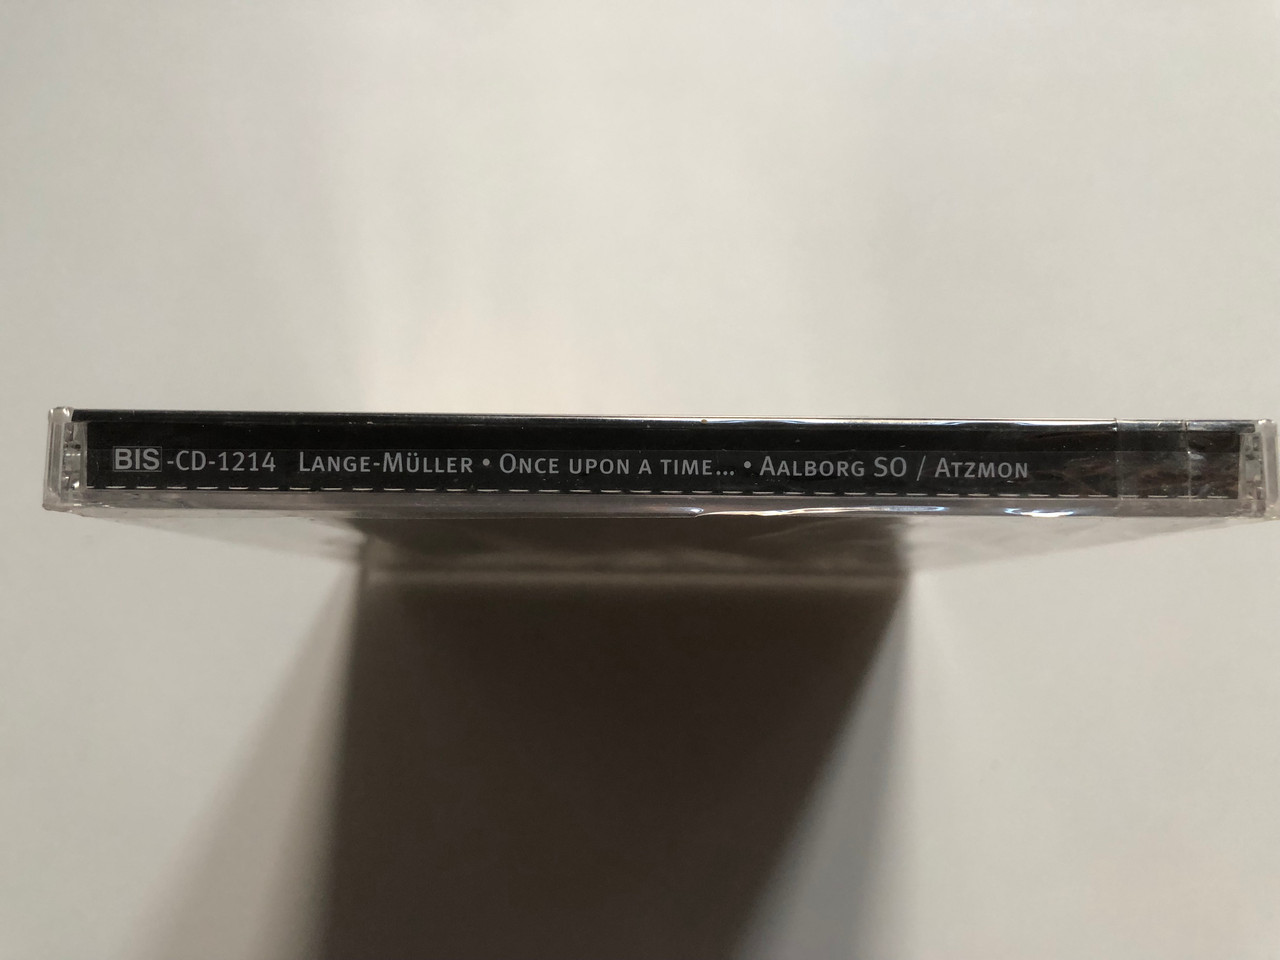 BIS-CD-1214 Lange-Müller • Once upon a time... • Aalborg SO / Atzmon